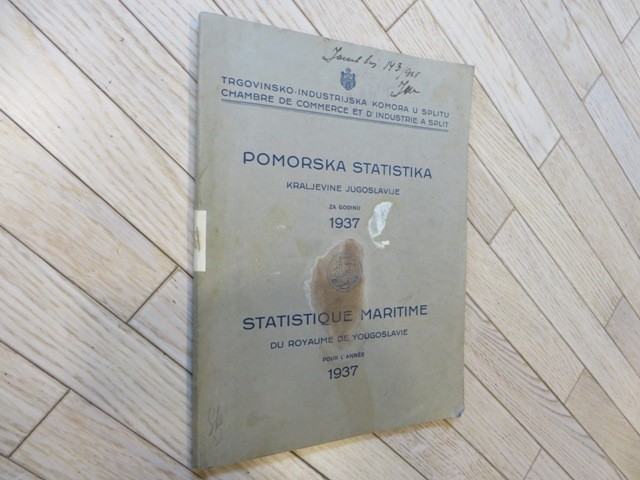 TRGOVINSKO-INDUSTRIJSKA KOMORA U SPLITU
CHAMBRE DE COMMERCE ET D'INDUSTRIE A SPLIT
POMORSKA STATISTIKA
KRALJEVINE JUGOSLAVIJE
ZA GODINU
1937
STATISTIQUE MARITIME
DU ROYAUME DE YOUGOSLAVIE
POUR L'ANNÉE
1937